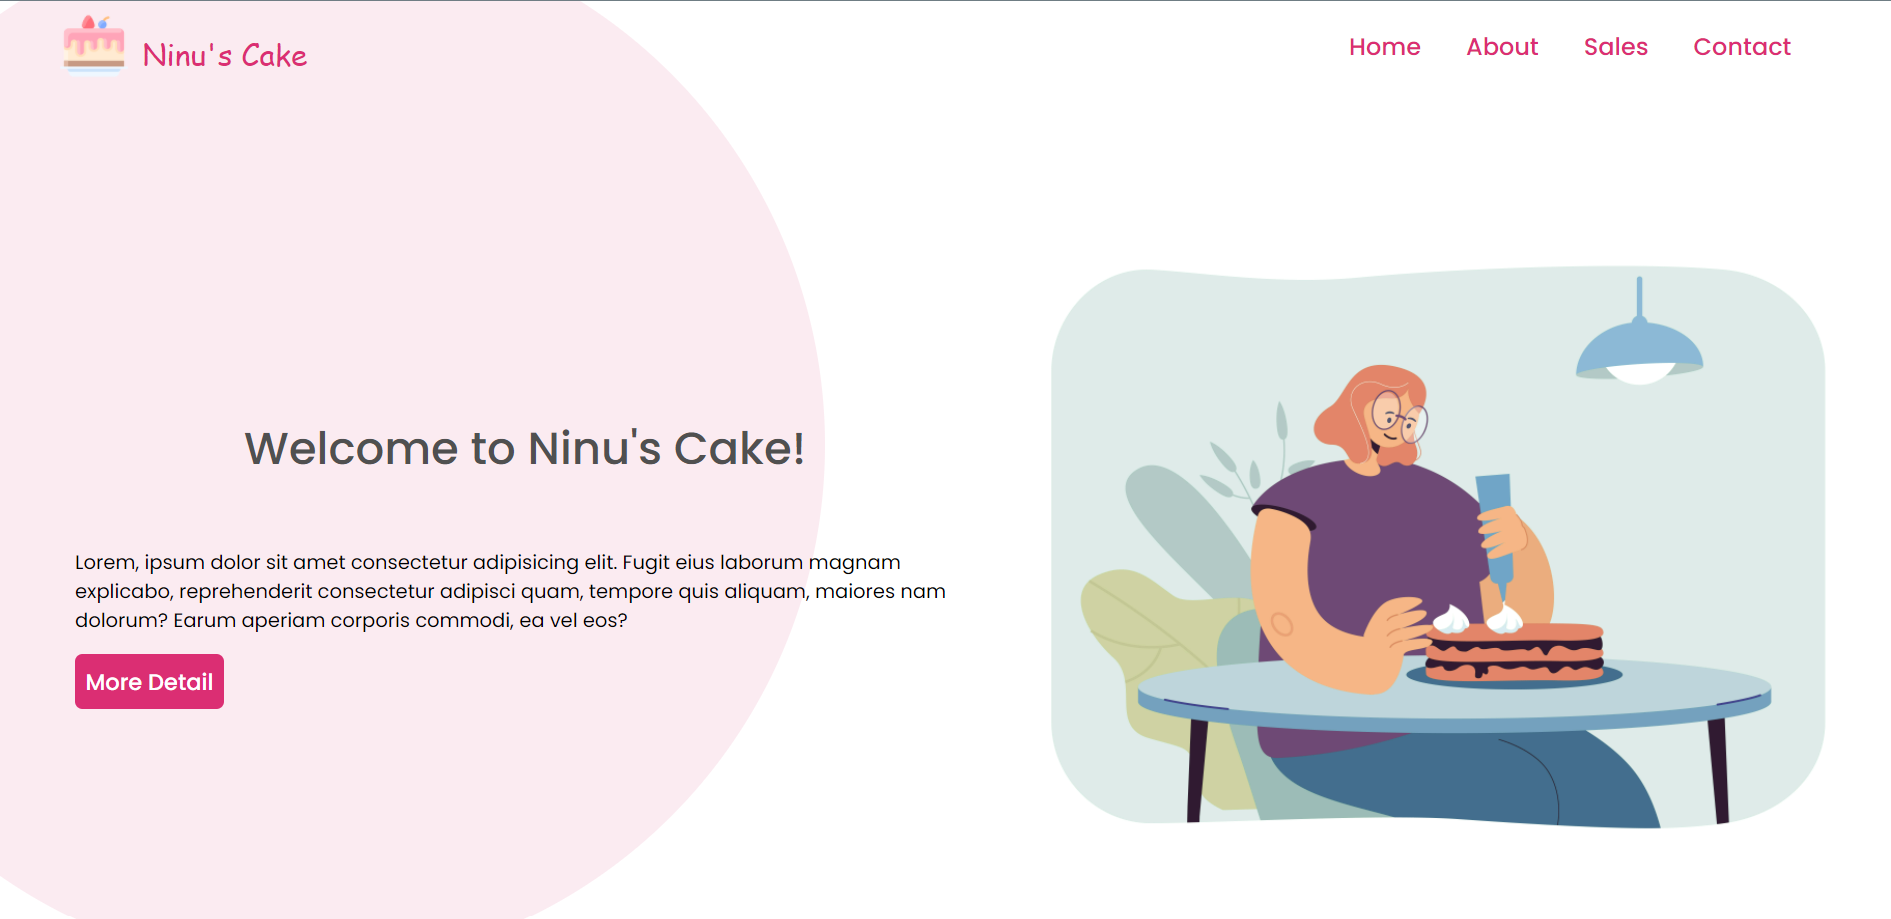 Ninu's Cake
Home About Sales Contact
Welcome to Ninu's Cake!
Lorem, ipsum dolor sit amet consectetur adipisicing elit. Fugit eius laborum magnam
explicabo, reprehenderit consectetur adipisci quam, tempore quis aliquam, maiores nam
dolorum? Earum aperiam corporis commodi, ea vel eos?
More Detail